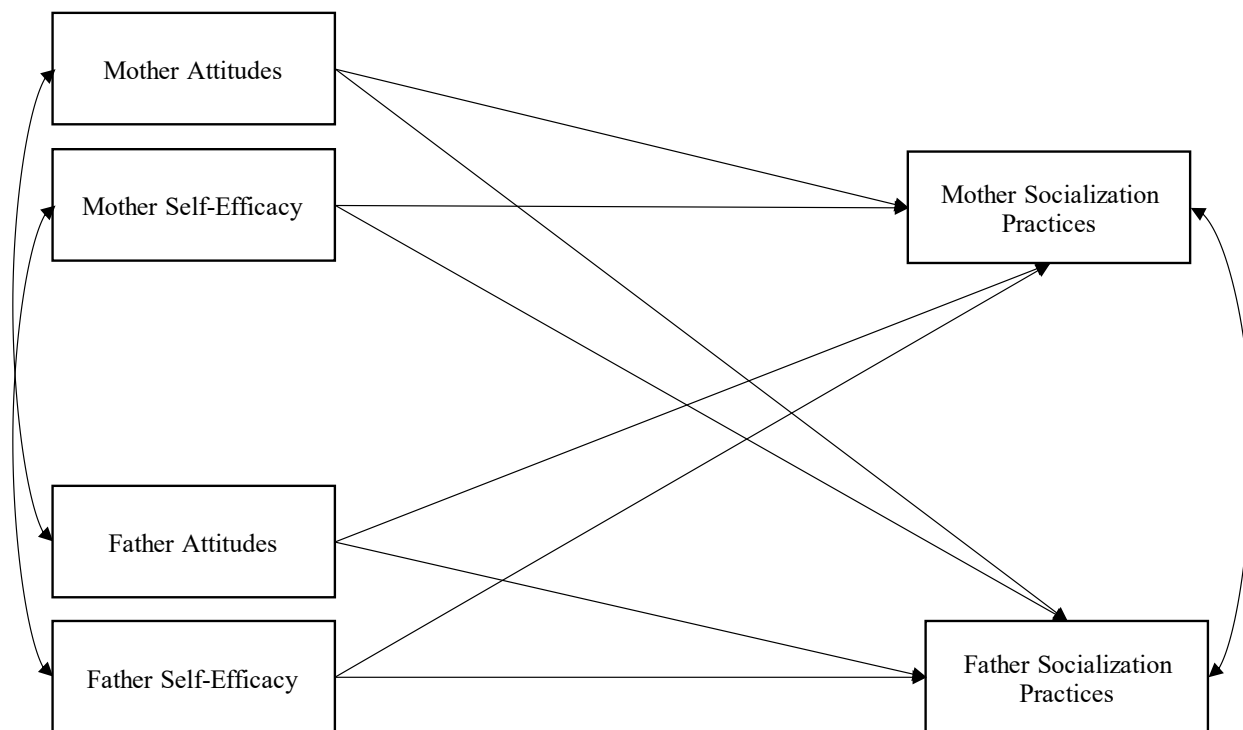 Mother Attitudes
Mother Self-Efficacy
Mother Socialization
Practices
Father Attitudes
Father Self-Efficacy
Father Socialization
Practices